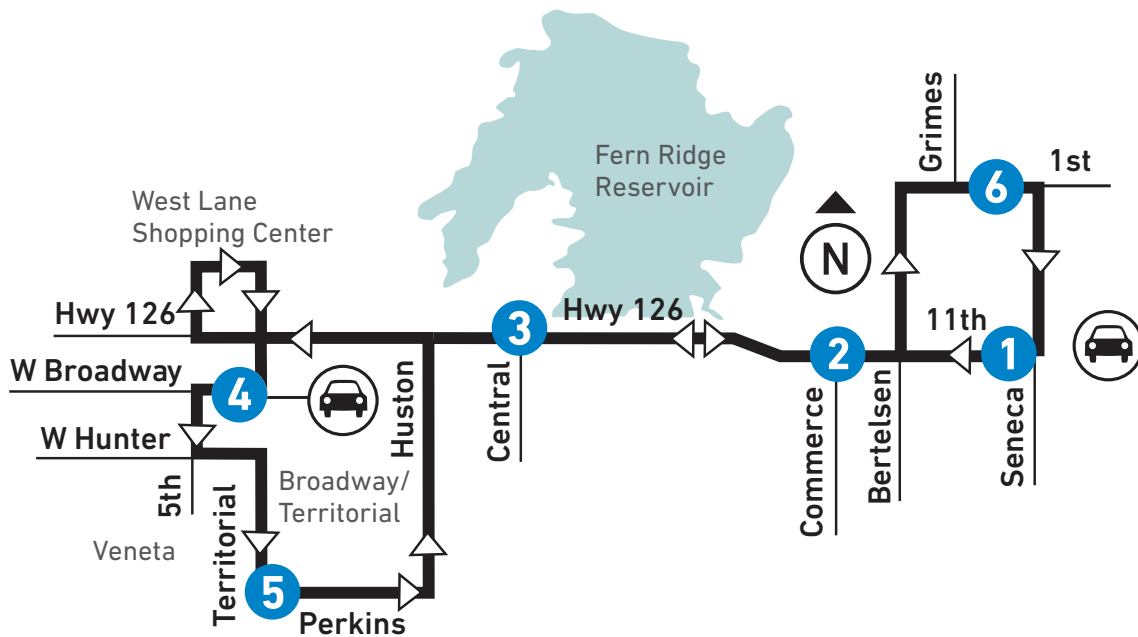 Grimes
6
1st
Fern Ridge
Reservoir
West Lane
Shopping Center
N
Hwy 126
3
Hwy 126
2
11th
1
W Broadway
4
W Hunter
5th
Veneta
Territorial
Broadway/
Territorial
Huston
Central
Commerce
Bertelsen
Seneca
5
Perkins